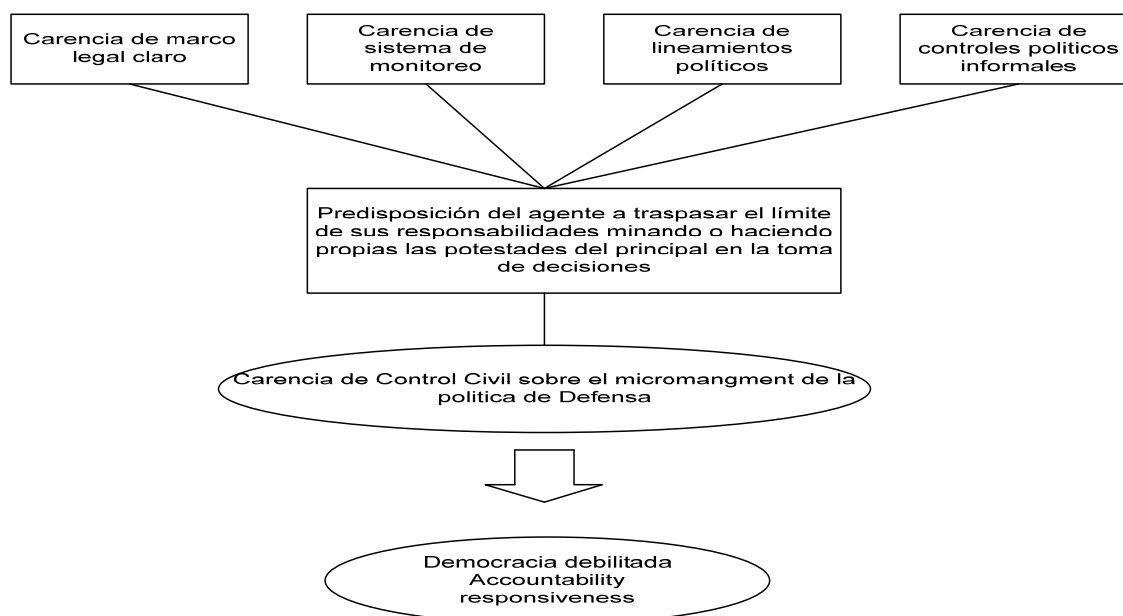 Carencia de marco
legal claro
Carencia de
sistema de
monitoreo
Carencia de
lineamientos
políticos
Carencia de
controles politicos
informales
Predisposición del agente a traspasar el límite
de sus responsabilidades minando o haciendo
propias las potestades del principal en la toma
de decisiones
Carencia de Control Civil sobre el micromangment de la
politica de Defensa
Democracia debilitada
Accountability
responsiveness